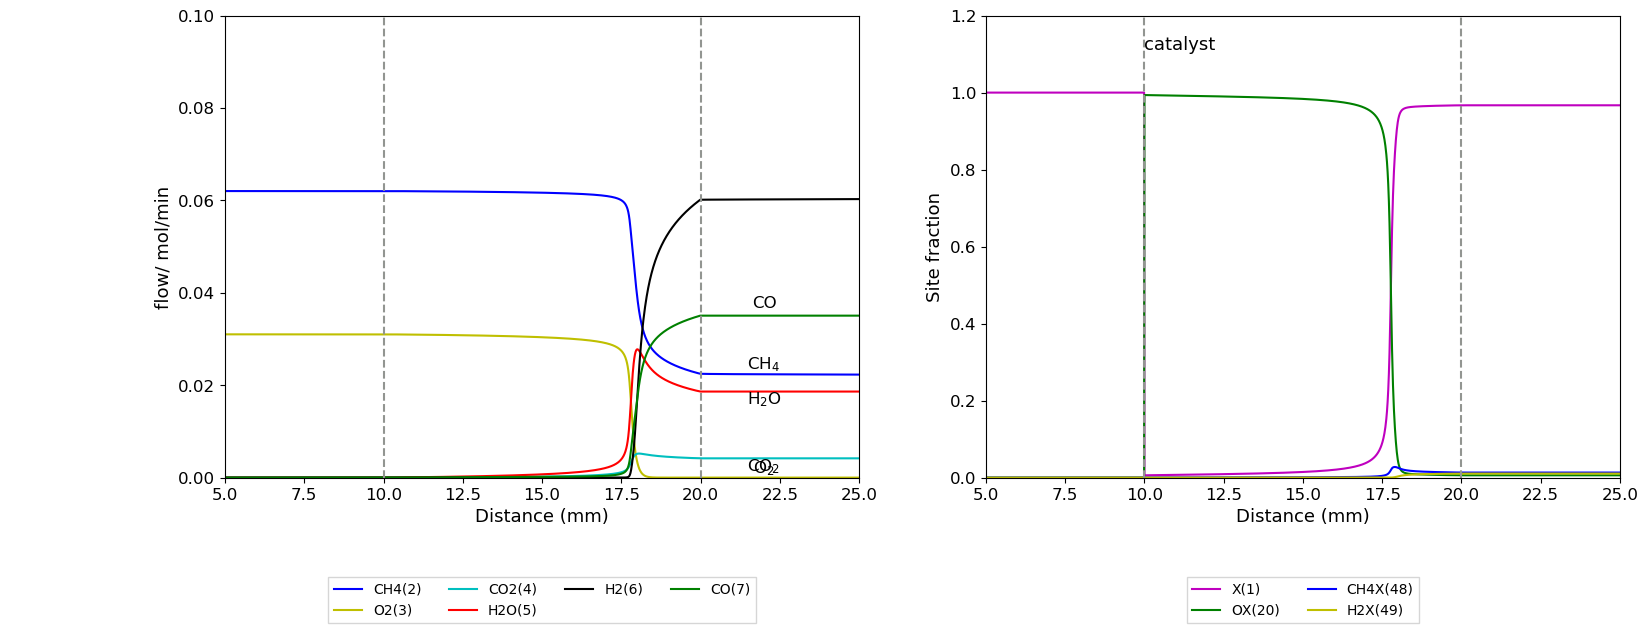 0.10
0.08
0.06
0.04
0.02
0.00
flow/ mol/min
5.0 7.5 10.0 12.5 15.0 17.5 20.0 22.5 25.0
Distance (mm)
CO
CH₄
H₂O
CO₂
O₂
CH4(2) CO2(4) H2(6) CO(7)
O2(3) H2O(5)
1.2
1.0
0.8
0.6
0.4
0.2
0.0
Site fraction
catalyst
5.0 7.5 10.0 12.5 15.0 17.5 20.0 22.5 25.0
Distance (mm)
X(1) CH4X(48)
OX(20) H2X(49)